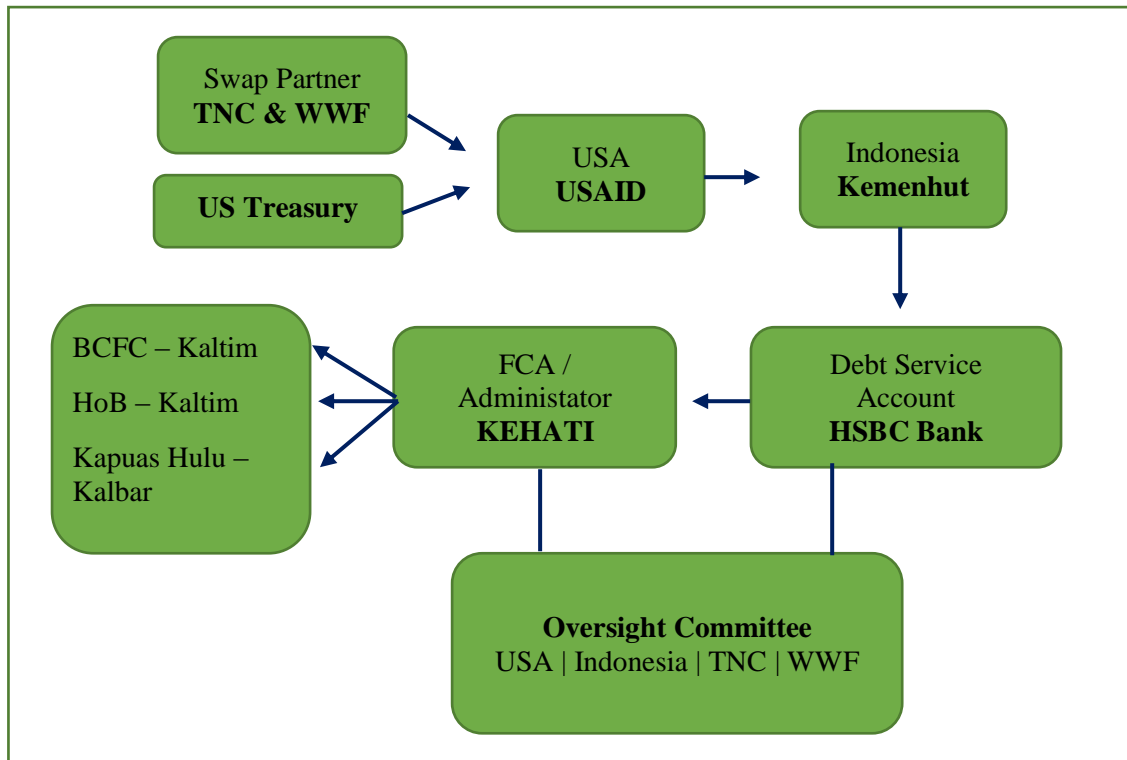 Swap Partner
TNC & WWF
US Treasury
USA
USAID
Indonesia
Kemenhut
BCFC – Kaltim
HoB – Kaltim
Kapuas Hulu –
Kalbar
FCA /
Administator
KEHATI
Debt Service
Account
HSBC Bank
Oversight Committee
USA | Indonesia | TNC | WWF